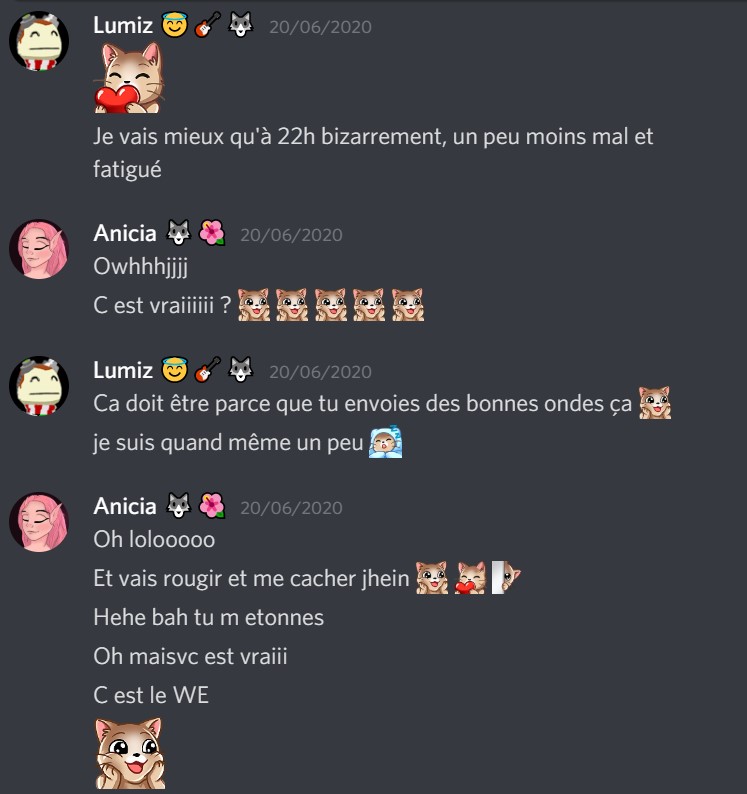 Lumiz 😇 🎸 🐺 20/06/2020
Je vais mieux qu'à 22h bizarrement, un peu moins mal et
fatigué
Anicia 🐺 🌺 20/06/2020
Owhhhjjjj
C est vraiiiiii ?
Lumiz 😇 🎸 🐺 20/06/2020
Ca doit être parce que tu envoies des bonnes ondes ça
je suis quand même un peu
Anicia 🐺 🌺 20/06/2020
Oh lolooooo
Et vais rougir et me cacher jhein
Hehe bah tu m etonnes
Oh maisvc est vraiii
C est le WE